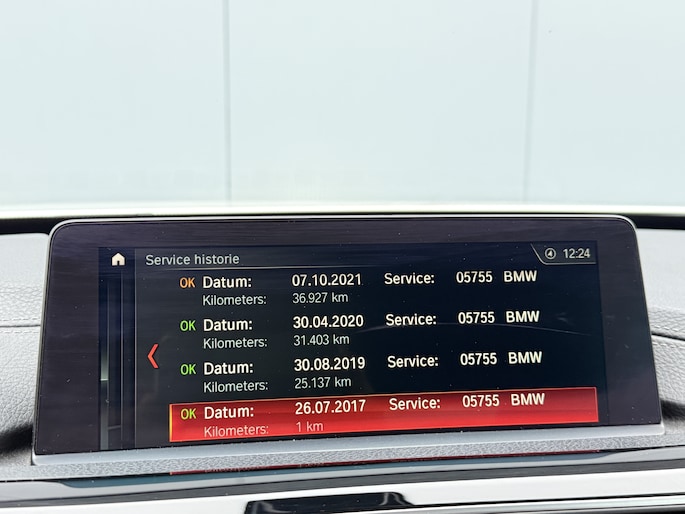 Service historie 12:24
OK Datum: 07.10.2021 Service: 05755 BMW
Kilometers: 36.927 km
OK Datum: 30.04.2020 Service: 05755 BMW
Kilometers: 31.403 km
OK Datum: 30.08.2019 Service: 05755 BMW
Kilometers: 25.137 km
OK Datum: 26.07.2017 Service: 05755 BMW
Kilometers: 1 km